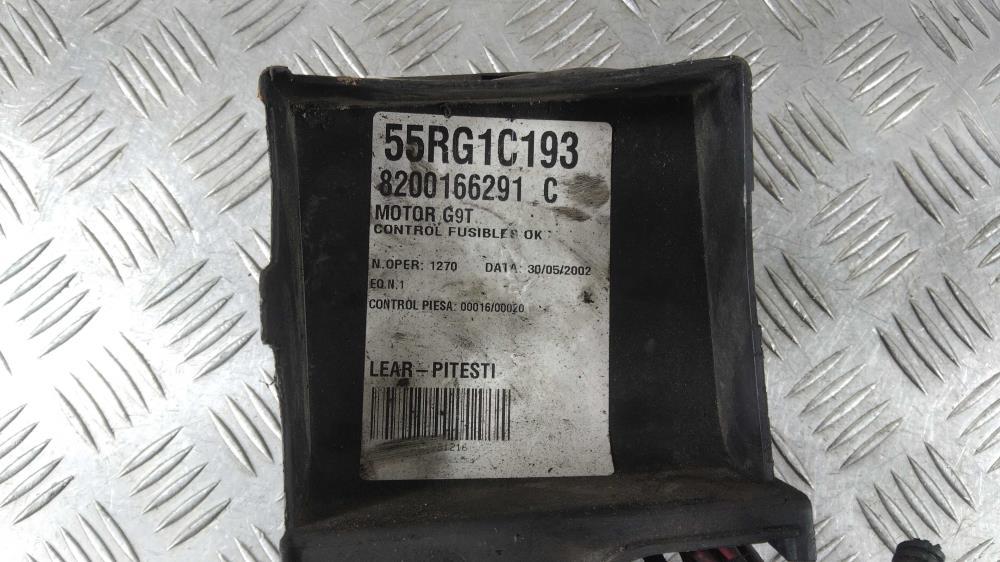 55RG1C193
8200166291 C
MOTOR G9T
CONTROL FUSIBLES OK
N.OPER: 1270 DATA: 30/05/2002
EQ.N.1
CONTROL PIESA: 00016/00020
LEAR-PITESTI